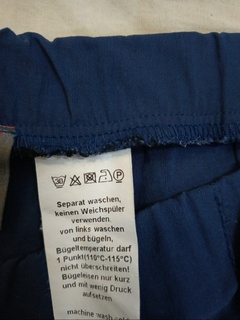 30 P
Separat waschen,
keinen Weichspüler
verwenden.
von links waschen
und bügeln,
Bügeltemperatur darf
1 Punkt(110°C-115°C)
nicht überschreiten.
Bügeleisen nur kurz
und mit wenig Druck
aufsetzen
machine wash